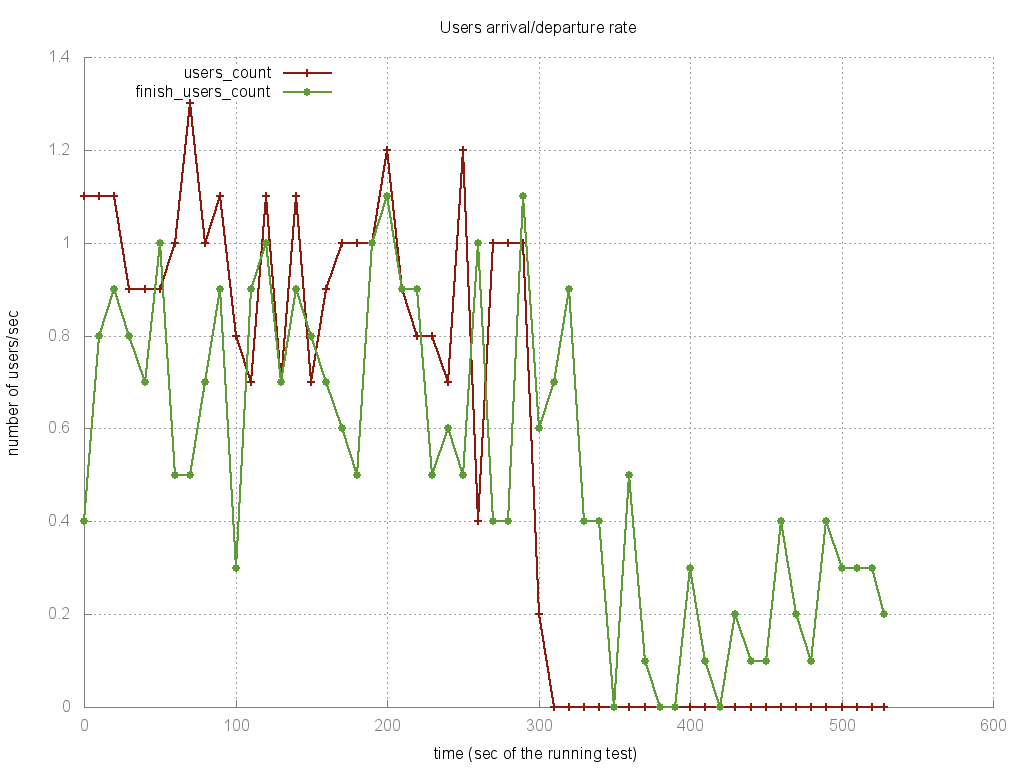 Users arrival/departure rate
1.4
users_count
finish_users_count
1.2
1
0.8
number of users/sec
0.6
0.4
0.2
0
0 100 200 300 400 500 600
time (sec of the running test)